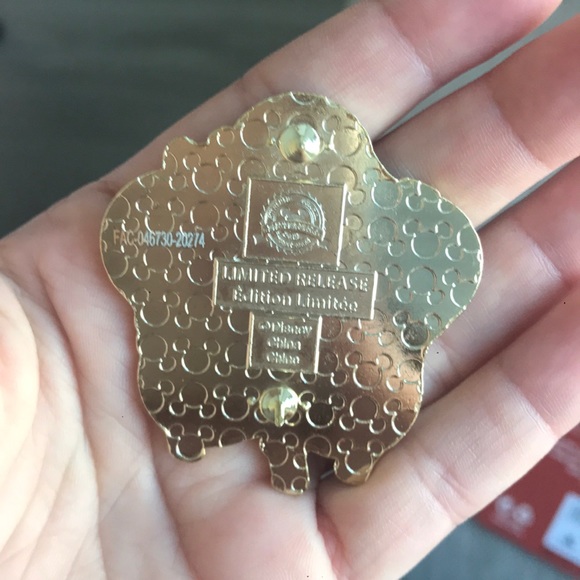 FAC-046730-20274
LIMITED RELEASE
Édition Limitée
©Disney
China
Chine